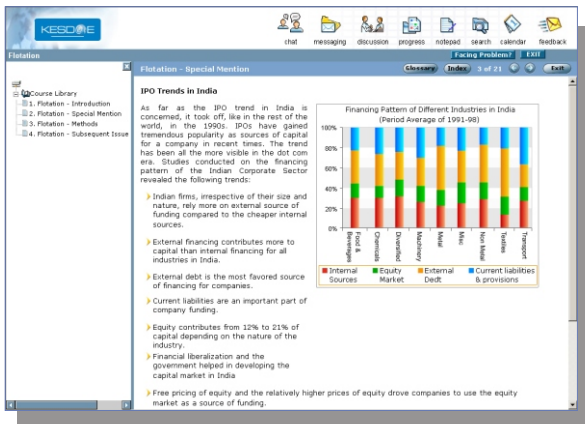 KESDEE
chat messaging discussion progress notepad search calendar feedback
Flotation
Facing Problem? EXIT
Course Library
1. Flotation - Introduction
2. Flotation - Special Mention
3. Flotation - Methods
4. Flotation - Subsequent Issue
Flotation - Special Mention
Glossary Index 3 of 21 Exit
IPO Trends in India
As far as the IPO trend in India is
concerned, it took off, like in the rest of the
world, in the 1990s. IPOs have gained
tremendous popularity as sources of capital
for a company in recent times. The trend
has been all the more visible in the dot com
era. Studies conducted on the financing
pattern of the Indian Corporate Sector
revealed the following trends:
Indian firms, irrespective of their size and
nature, rely more on external source of
funding compared to the cheaper internal
sources.
External financing contributes more to
capital than internal financing for all
industries in India.
External debt is the most favored source
of financing for companies.
Current liabilities are an important part of
company funding.
Equity contributes from 12% to 21% of
capital depending on the nature of the
industry.
Financial liberalization and the
government helped in developing the
capital market in India
Free pricing of equity and the relatively higher prices of equity drove companies to use the equity
market as a source of funding.
Financing Pattern of Different Industries in India
(Period Average of 1991-98)
100%
80%
60%
40%
20%
0%
Food &
Beverages
Chemicals
Diversified
Machinery
Metal
Misc
Non Metal
Textiles
Transport
Internal
Sources
Equity
Market
External
Dedt
Current liabilities
& provisions